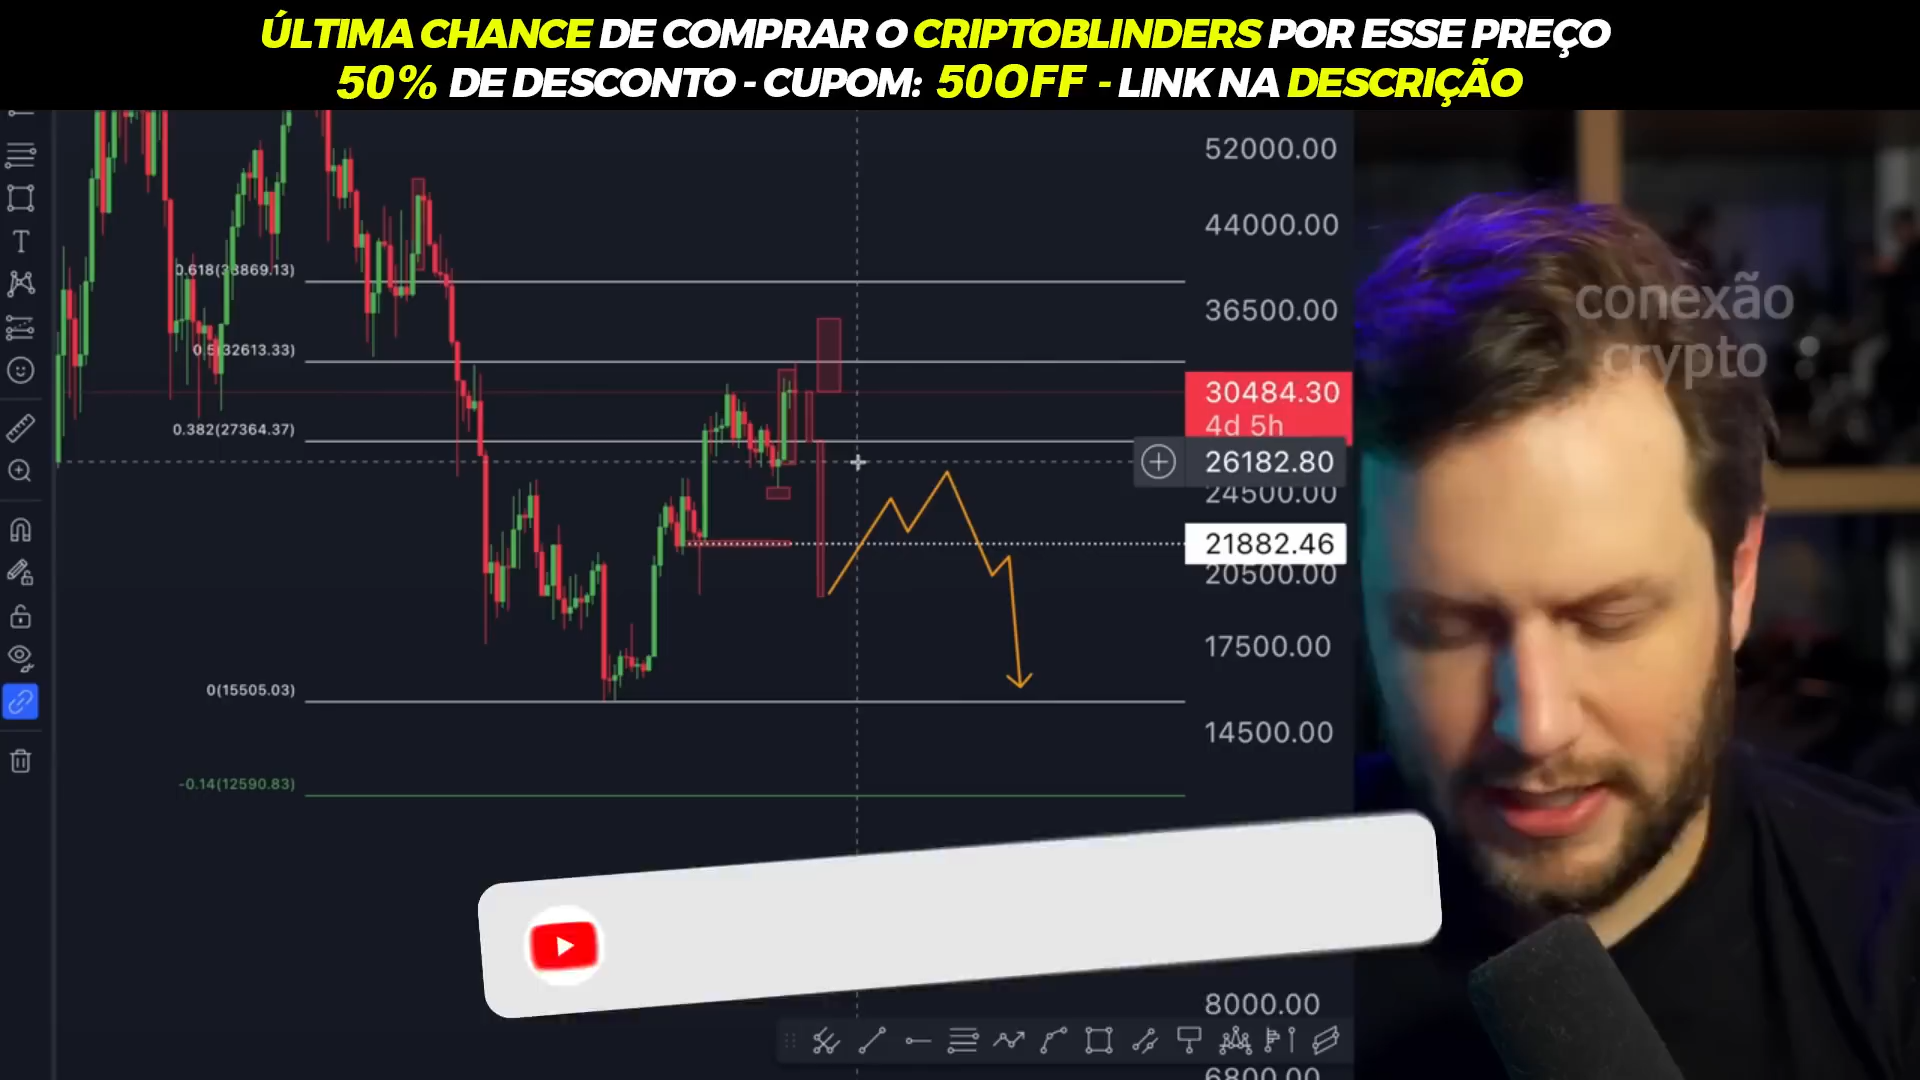 ÚLTIMA CHANCE DE COMPRAR O CRIPTOBLINDERS POR ESSE PREÇO
50% DE DESCONTO - CUPOM: 50OFF - LINK NA DESCRIÇÃO
52000.00
44000.00
0.618(38869.13)
conexão
crypto
36500.00
0.5(32613.33)
30484.30
4d 5h
0.382(27364.37)
26182.80
24500.00
21882.46
20500.00
17500.00
0(15505.03)
14500.00
-0.14(12590.83)
8000.00
6800.00
T